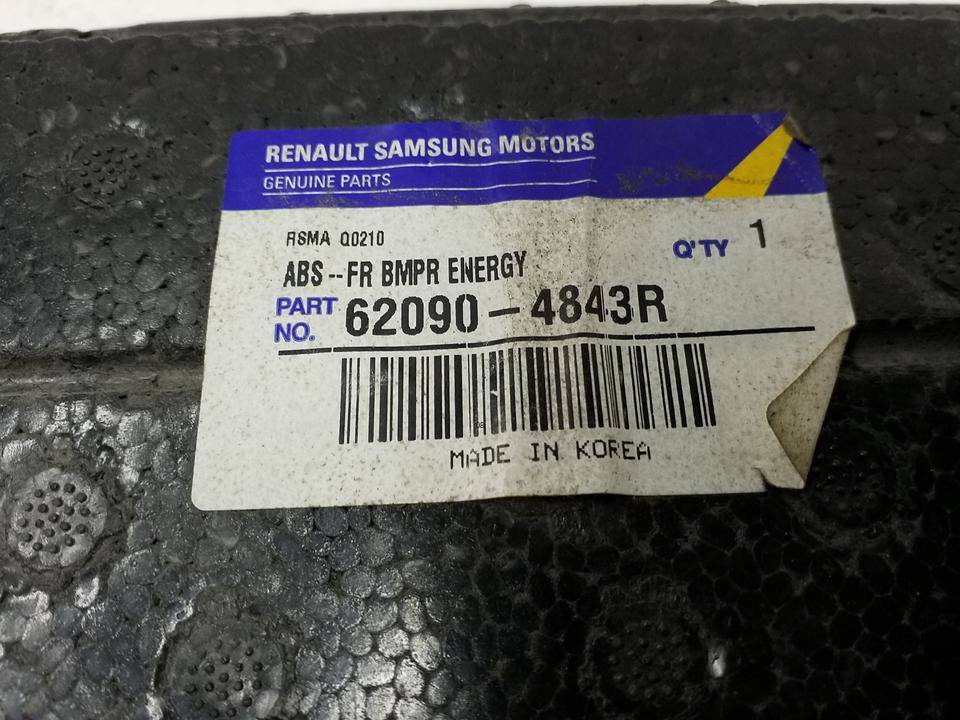 RENAULT SAMSUNG MOTORS
GENUINE PARTS
RSMA Q0210
Q'TY 1
ABS--FR BMPR ENERGY
PART NO. 62090-4843R
MADE IN KOREA